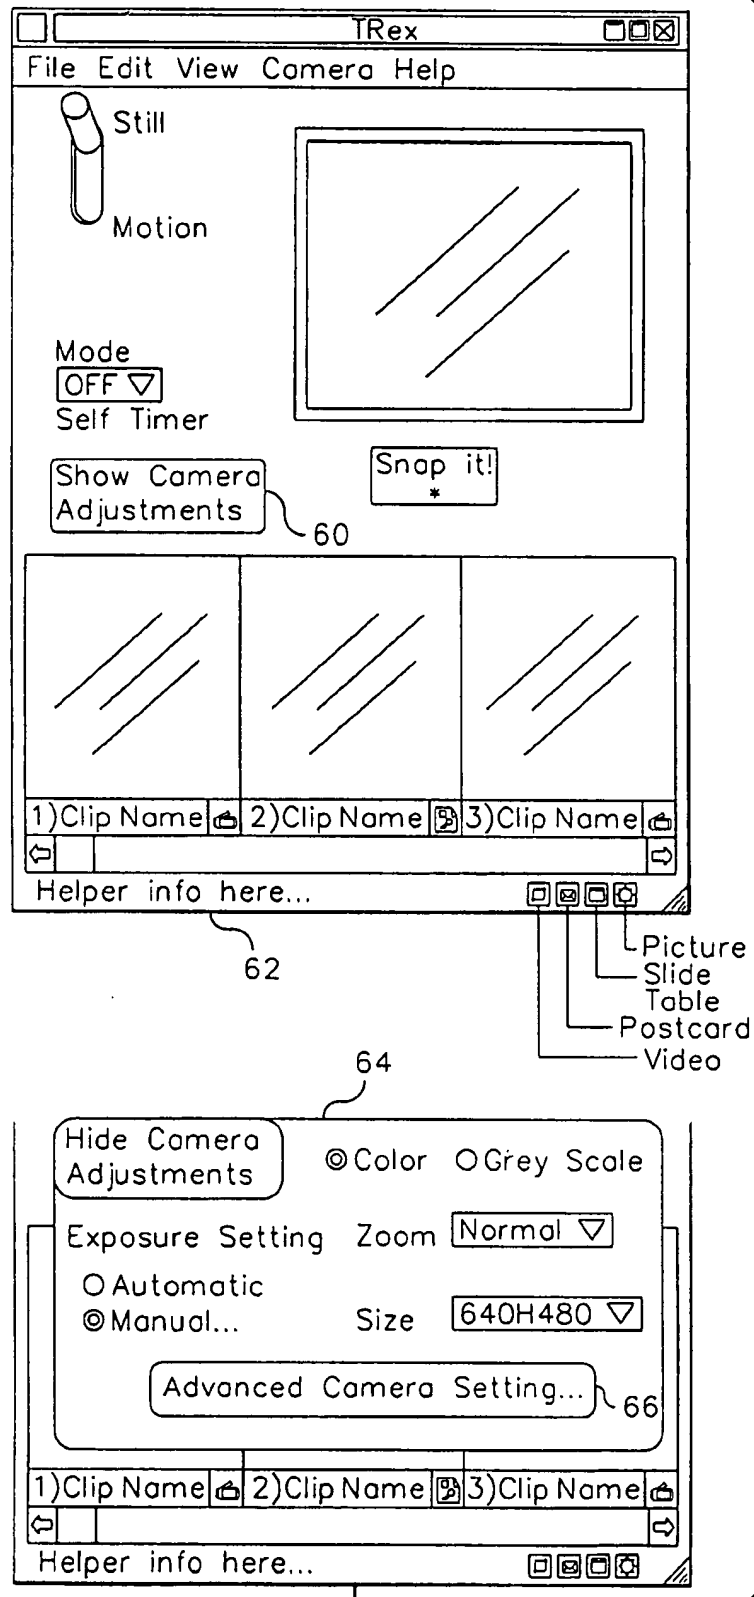 TRex
File Edit View Camera Help
Still
Motion
Mode
OFF
Self Timer
Show Camera
Adjustments
60
Snap it!
*
1)Clip Name 2)Clip Name 3)Clip Name
Helper info here...
62
Picture
Slide
Table
Postcard
Video
64
Hide Camera
Adjustments
Color Grey Scale
Exposure Setting Zoom Normal
Automatic
Manual... Size 640H480
Advanced Camera Setting...
66
1)Clip Name 2)Clip Name 3)Clip Name
Helper info here...